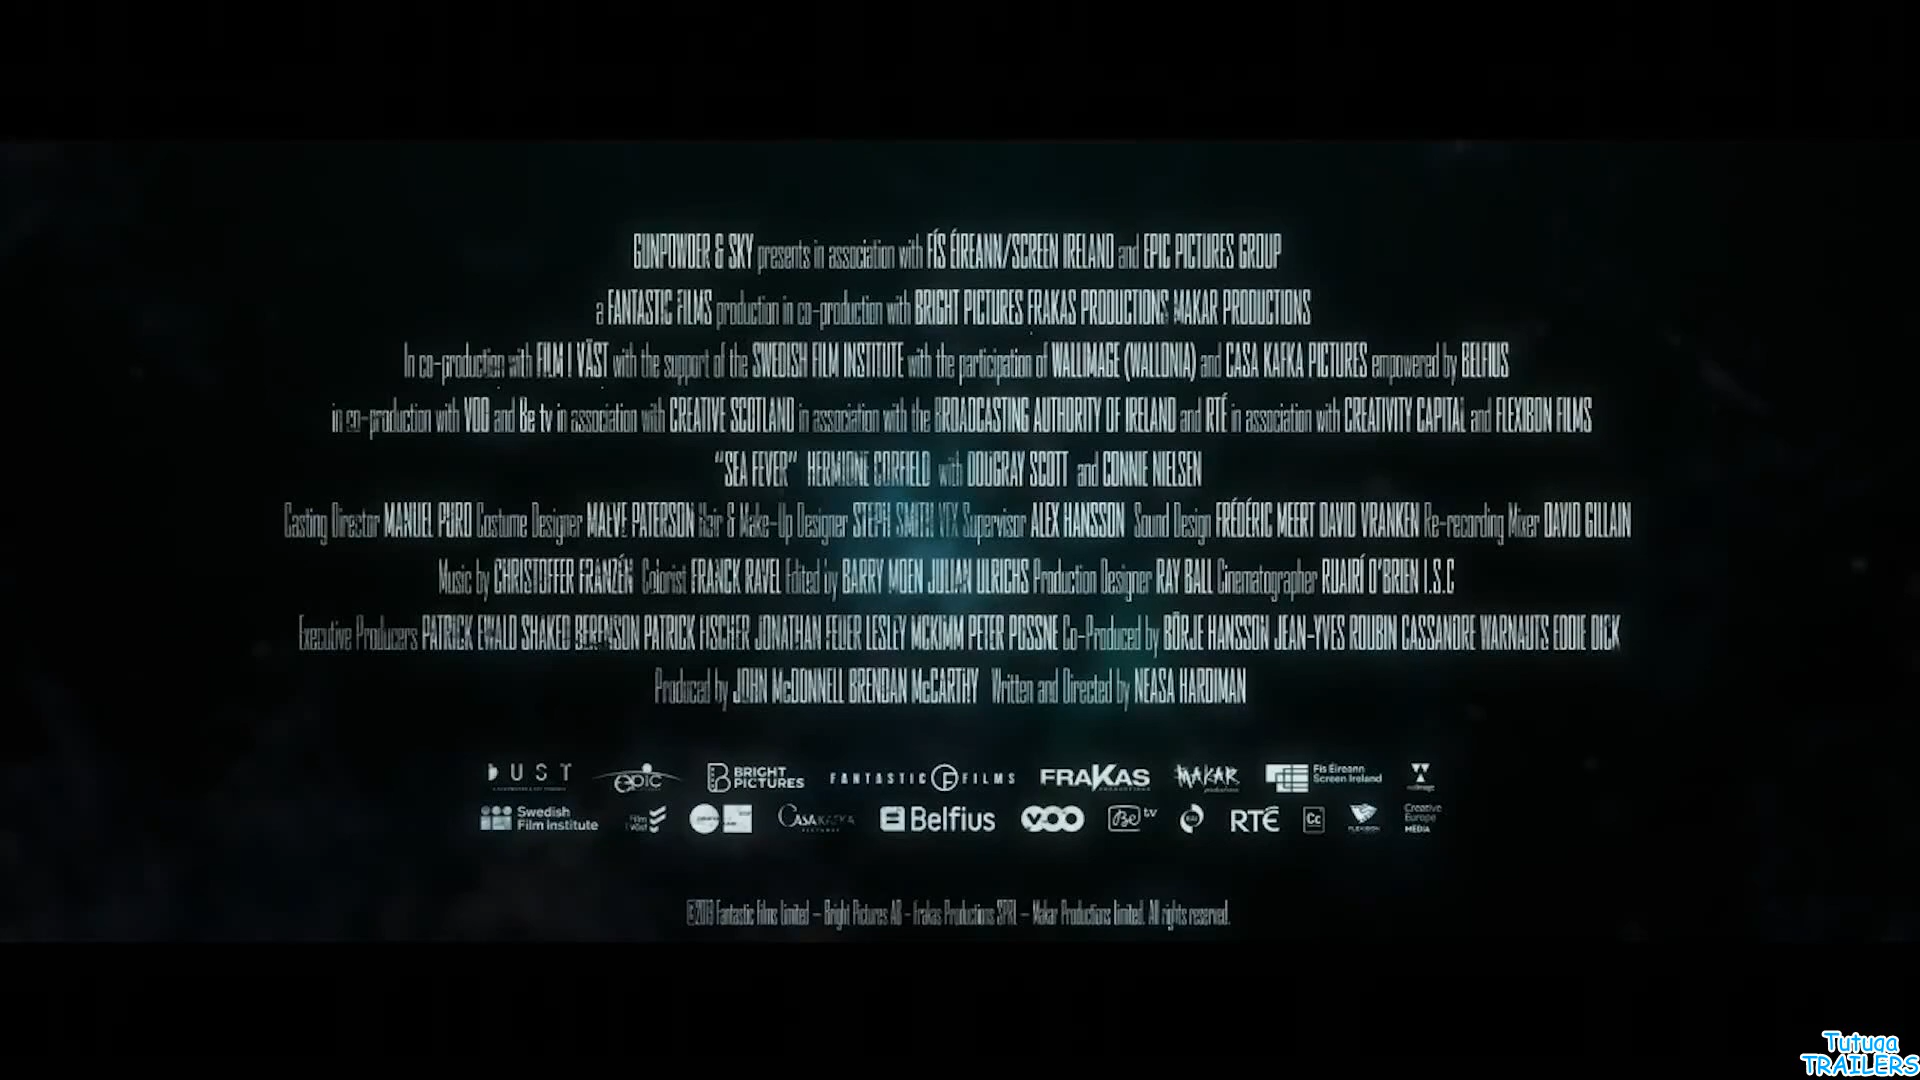 GUNPOWDER & SKY presents in association with FÍS ÉIREANN/SCREEN IRELAND and EPIC PICTURES GROUP
a FANTASTIC FILMS production in co-production with BRIGHT PICTURES FRAKAS PRODUCTIONS MAKAR PRODUCTIONS
In co-production with FILM I VÄST with the support of the SWEDISH FILM INSTITUTE with the participation of WALLIMAGE (WALLONIA) and CASA KAFKA PICTURES empowered by BELFIUS
in co-production with VOO and Be tv in association with CREATIVE SCOTLAND in association with the BROADCASTING AUTHORITY OF IRELAND and RTÉ in association with CREATIVITY CAPITAL and FLEXIBON FILMS
"SEA FEVER" HERMIONE CORFIELD with DOUGRAY SCOTT and CONNIE NIELSEN
Casting Director MANUEL PURO Costume Designer MAEVE PATERSON Hair & Make-Up Designer STEPH SMITH VFX Supervisor ALEX HANSSON Sound Design FRÉDÉRIC MEERT DAVID VRANKEN Re-recording Mixer DAVID GILLAIN
Music by CHRISTOFFER FRANZÉN Colorist FRANCK RAVEL Edited by BARRY MOEN JULIAN ULRICHS Production Designer RAY BALL Cinematographer RUAIRÍ O'BRIEN I.S.C
Executive Producers PATRICK EWALD SHAKED BERENSON PATRICK FISCHER JONATHAN FEUER LESLEY MCKIMM PETER POSSNE Co-Produced by BÖRJE HANSSON JEAN-YVES ROUBIN CASSANDRE WARNAUTS EDDIE DICK
Produced by JOHN McDONNELL BRENDAN McCARTHY Written and Directed by NEASA HARDIMAN
DUST epic BRIGHT PICTURES FANTASTIC FILMS FRAKAS PRODUCTIONS MAKAR productions Fís Éireann Screen Ireland
Swedish Film Institute Film i Väst CASA KAFKA PICTURES Belfius VOO Be tv RTÉ Cc FLEXIBON Creative Europe MEDIA
©2019 Fantastic Films Limited – Bright Pictures AB - Frakas Productions SPRL – Makar Productions Limited. All rights reserved.
Tutuga
TRAILERS